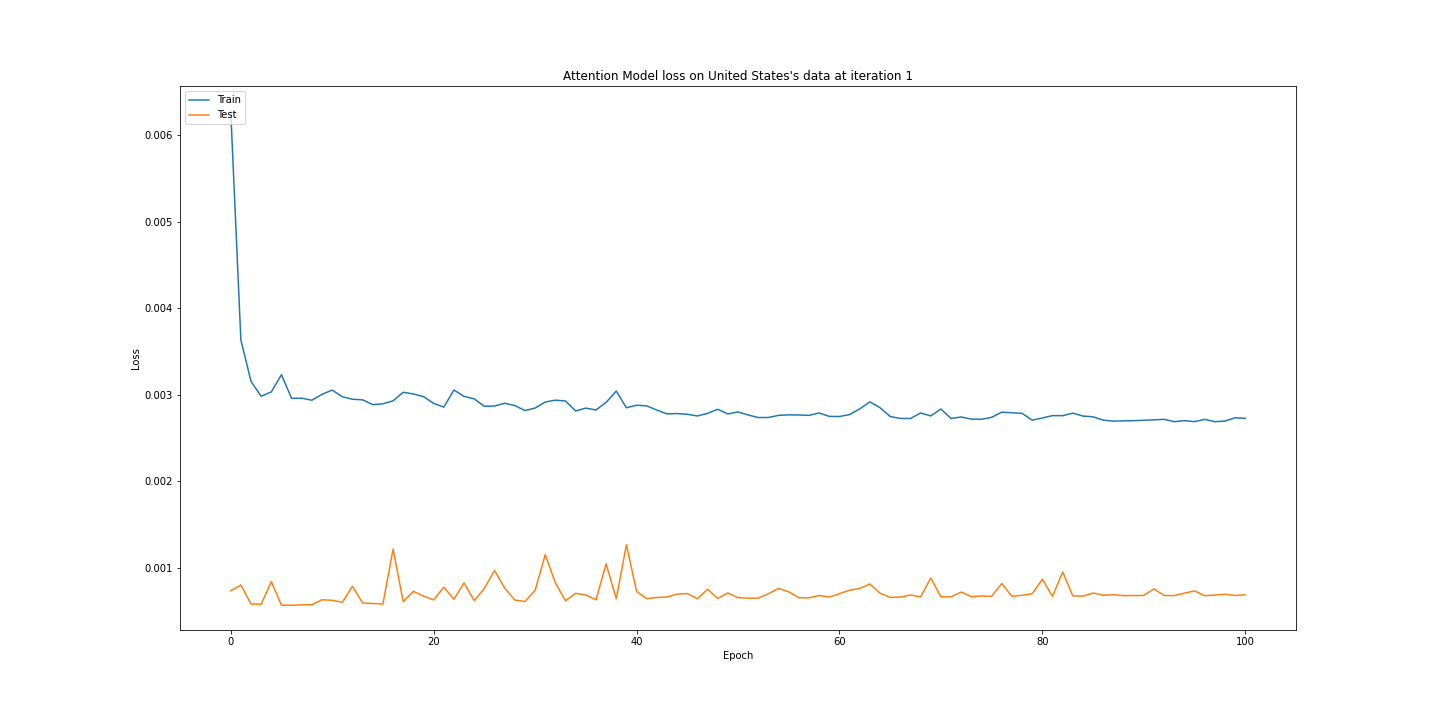 Attention Model loss on United States's data at iteration 1
Train
Test
0.006
0.005
0.004
0.003
0.002
0.001
Loss
0
20
40
60
80
100
Epoch